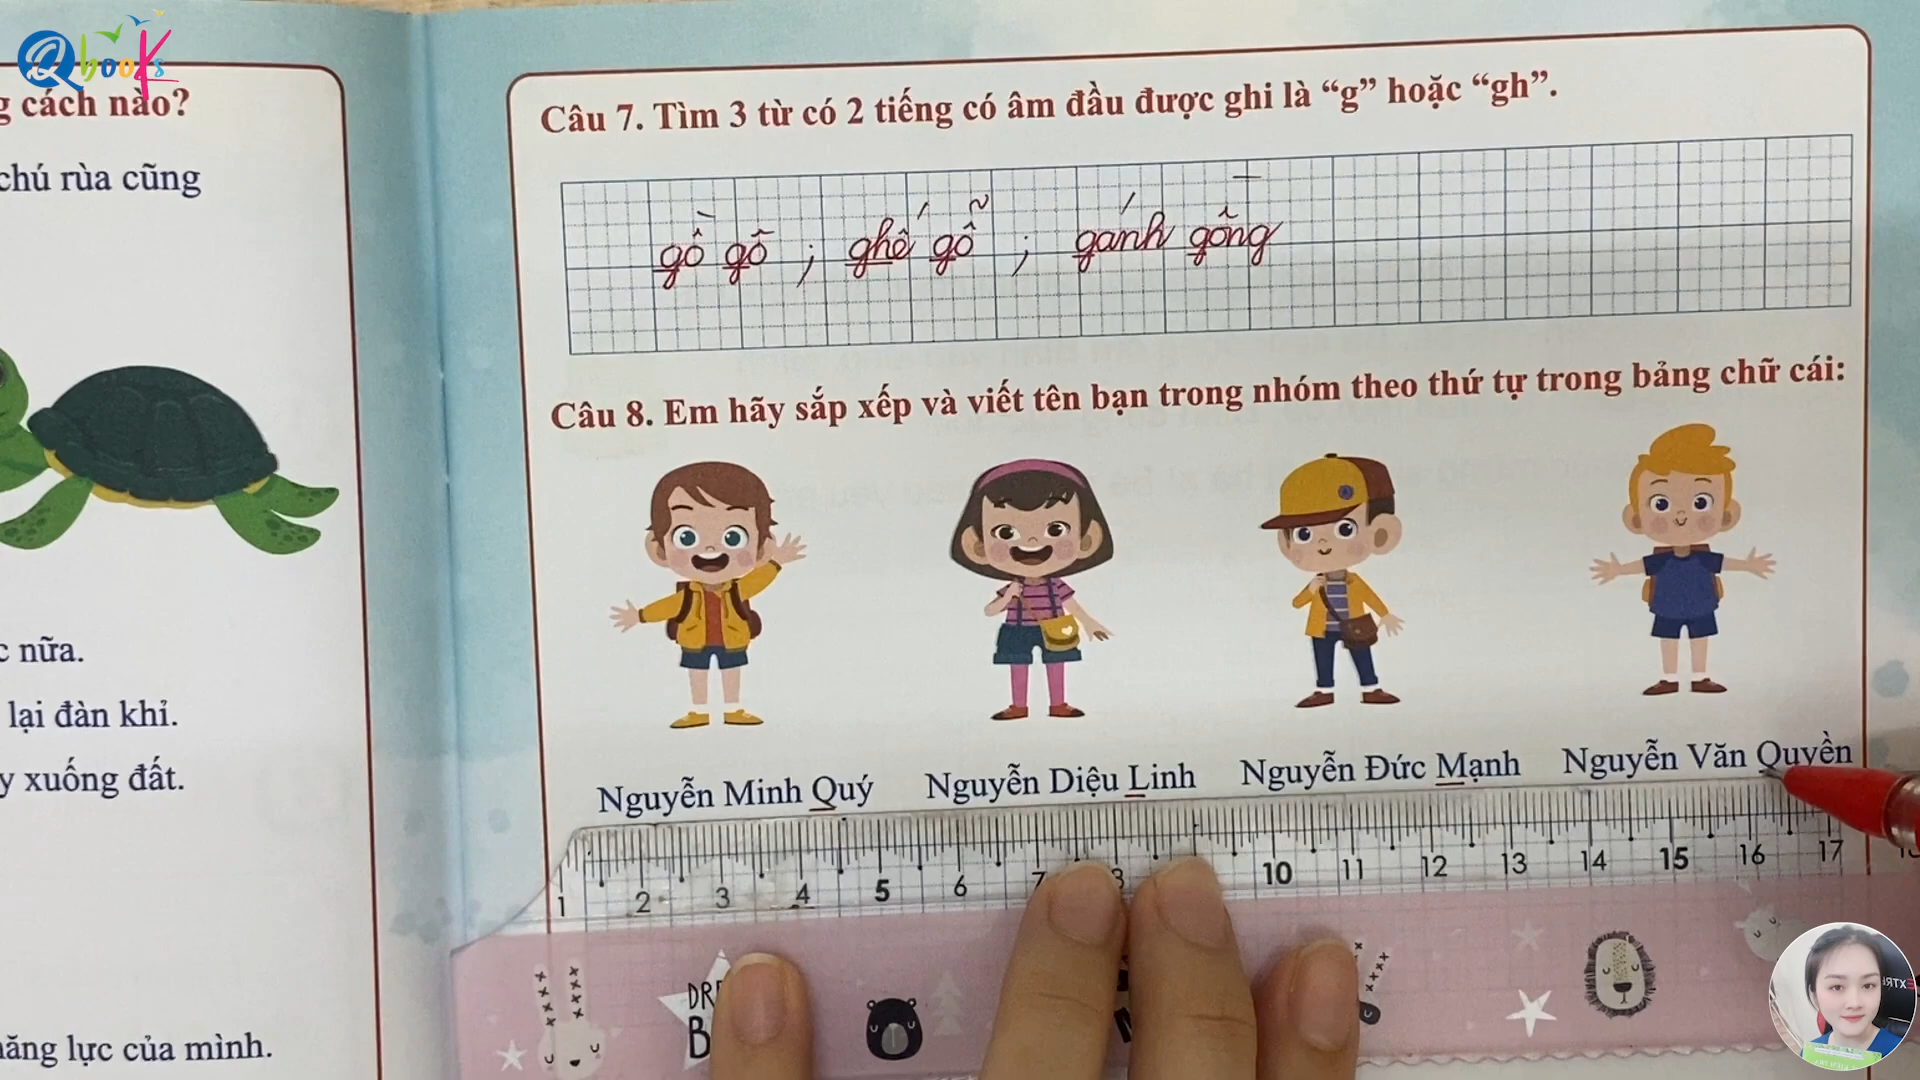 Qbooks
g cách nào?
chú rùa cũng
c nữa.
lại đàn khỉ.
y xuống đất.
năng lực của mình.
Câu 7. Tìm 3 từ có 2 tiếng có âm đầu được ghi là “g” hoặc “gh”.
gồ gỗ ; ghế gỗ ; gánh gồng
Câu 8. Em hãy sắp xếp và viết tên bạn trong nhóm theo thứ tự trong bảng chữ cái:
Nguyễn Minh Quý Nguyễn Diệu Linh Nguyễn Đức Mạnh Nguyễn Văn Quyền
1 2 3 4 5 6 7 10 11 12 13 14 15 16 17